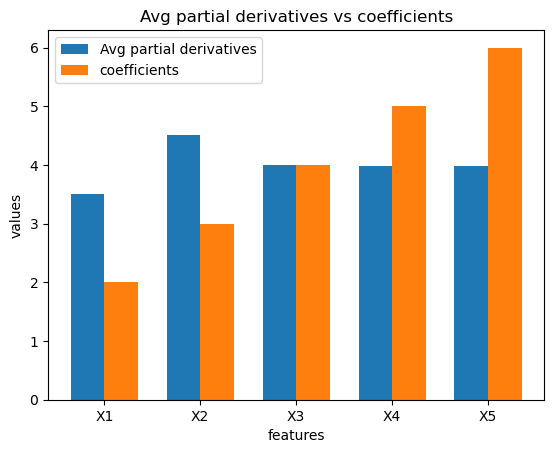 Avg partial derivatives vs coefficients
Avg partial derivatives
coefficients
6
5
4
3
2
1
0
values
X1 X2 X3 X4 X5
features